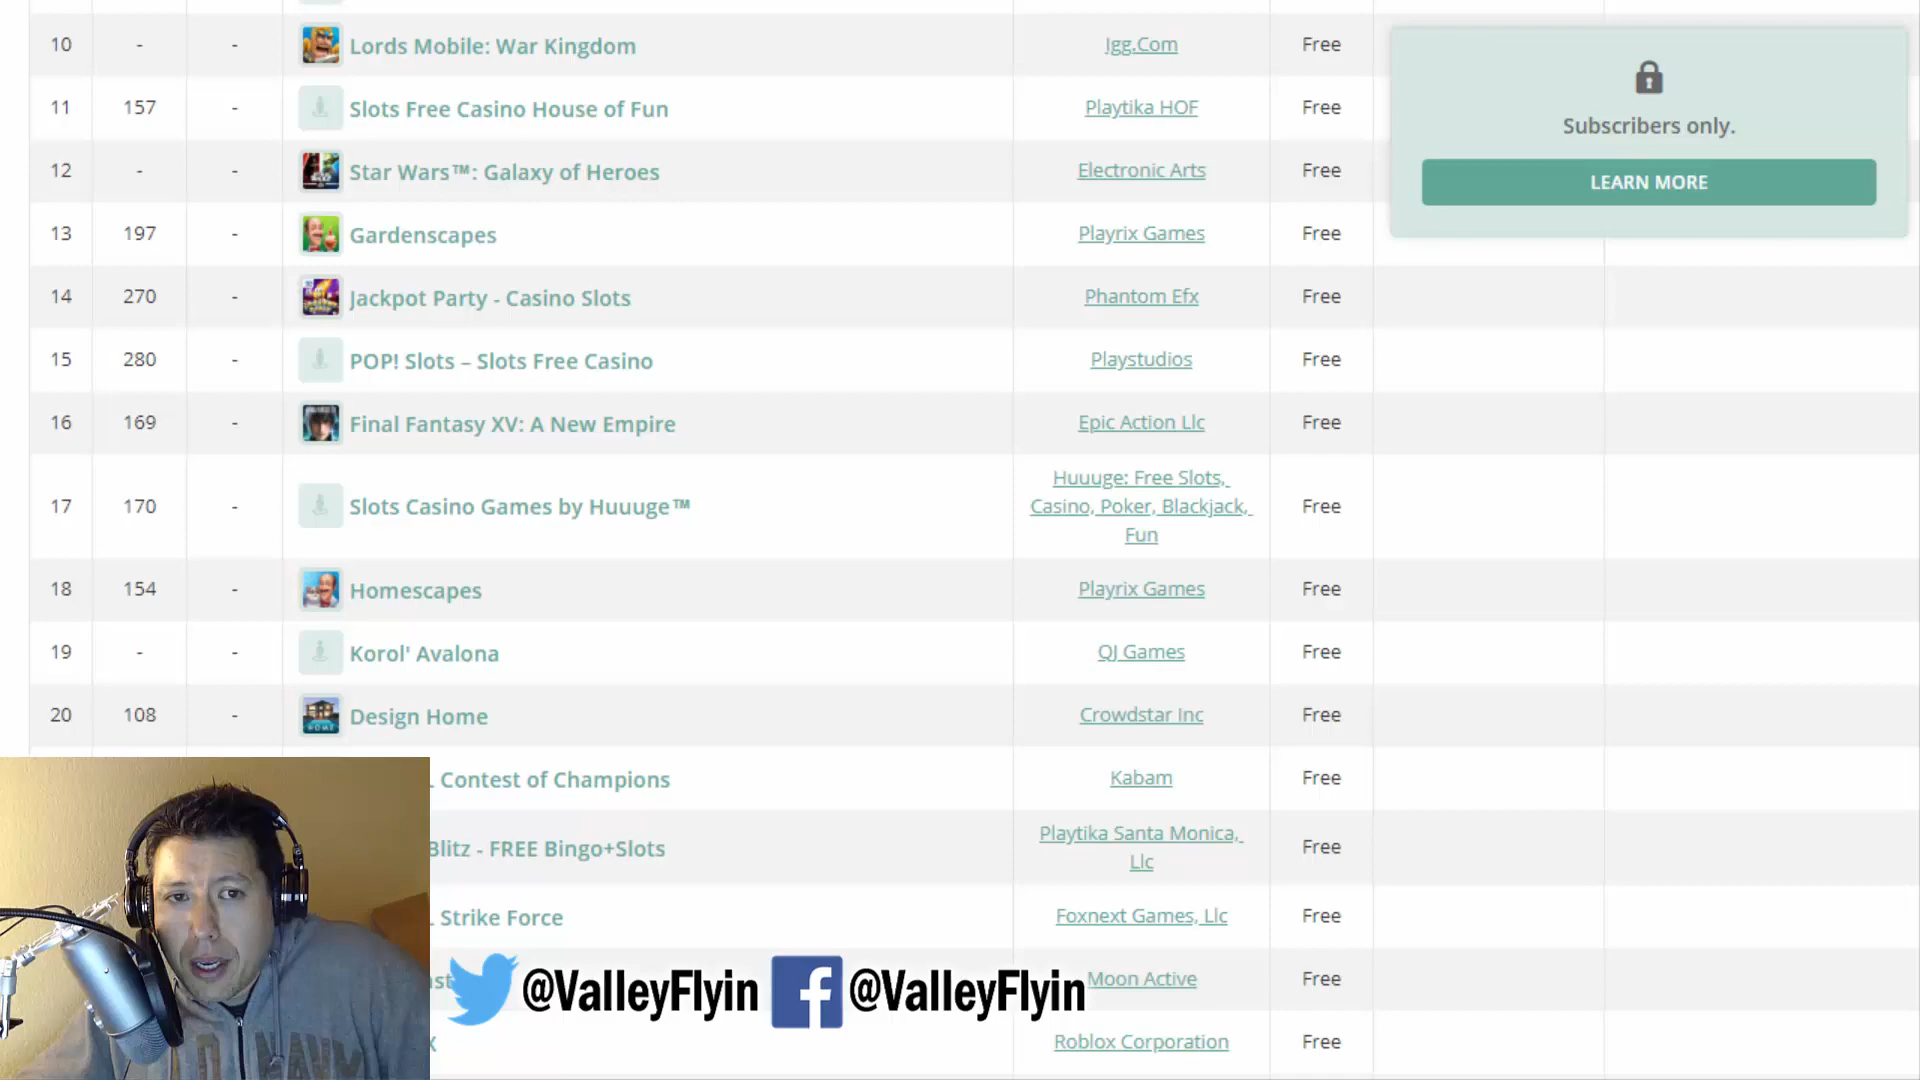 10 - - Lords Mobile: War Kingdom Igg.Com Free
11 157 - Slots Free Casino House of Fun Playtika HOF Free
12 - - Star Wars™: Galaxy of Heroes Electronic Arts Free
13 197 - Gardenscapes Playrix Games Free
14 270 - Jackpot Party - Casino Slots Phantom Efx Free
15 280 - POP! Slots – Slots Free Casino Playstudios Free
16 169 - Final Fantasy XV: A New Empire Epic Action Llc Free
Huuuge: Free Slots,
17 170 - Slots Casino Games by Huuuge™ Casino, Poker, Blackjack, Free
Fun
18 154 - Homescapes Playrix Games Free
19 - - Korol' Avalona QJ Games Free
20 108 - Design Home Crowdstar Inc Free
Contest of Champions Kabam Free
Blitz - FREE Bingo+Slots Playtika Santa Monica, Free
Llc
Strike Force Foxnext Games, Llc Free
Moon Active Free
Roblox Corporation Free
Subscribers only.
LEARN MORE
@ValleyFlyin @ValleyFlyin